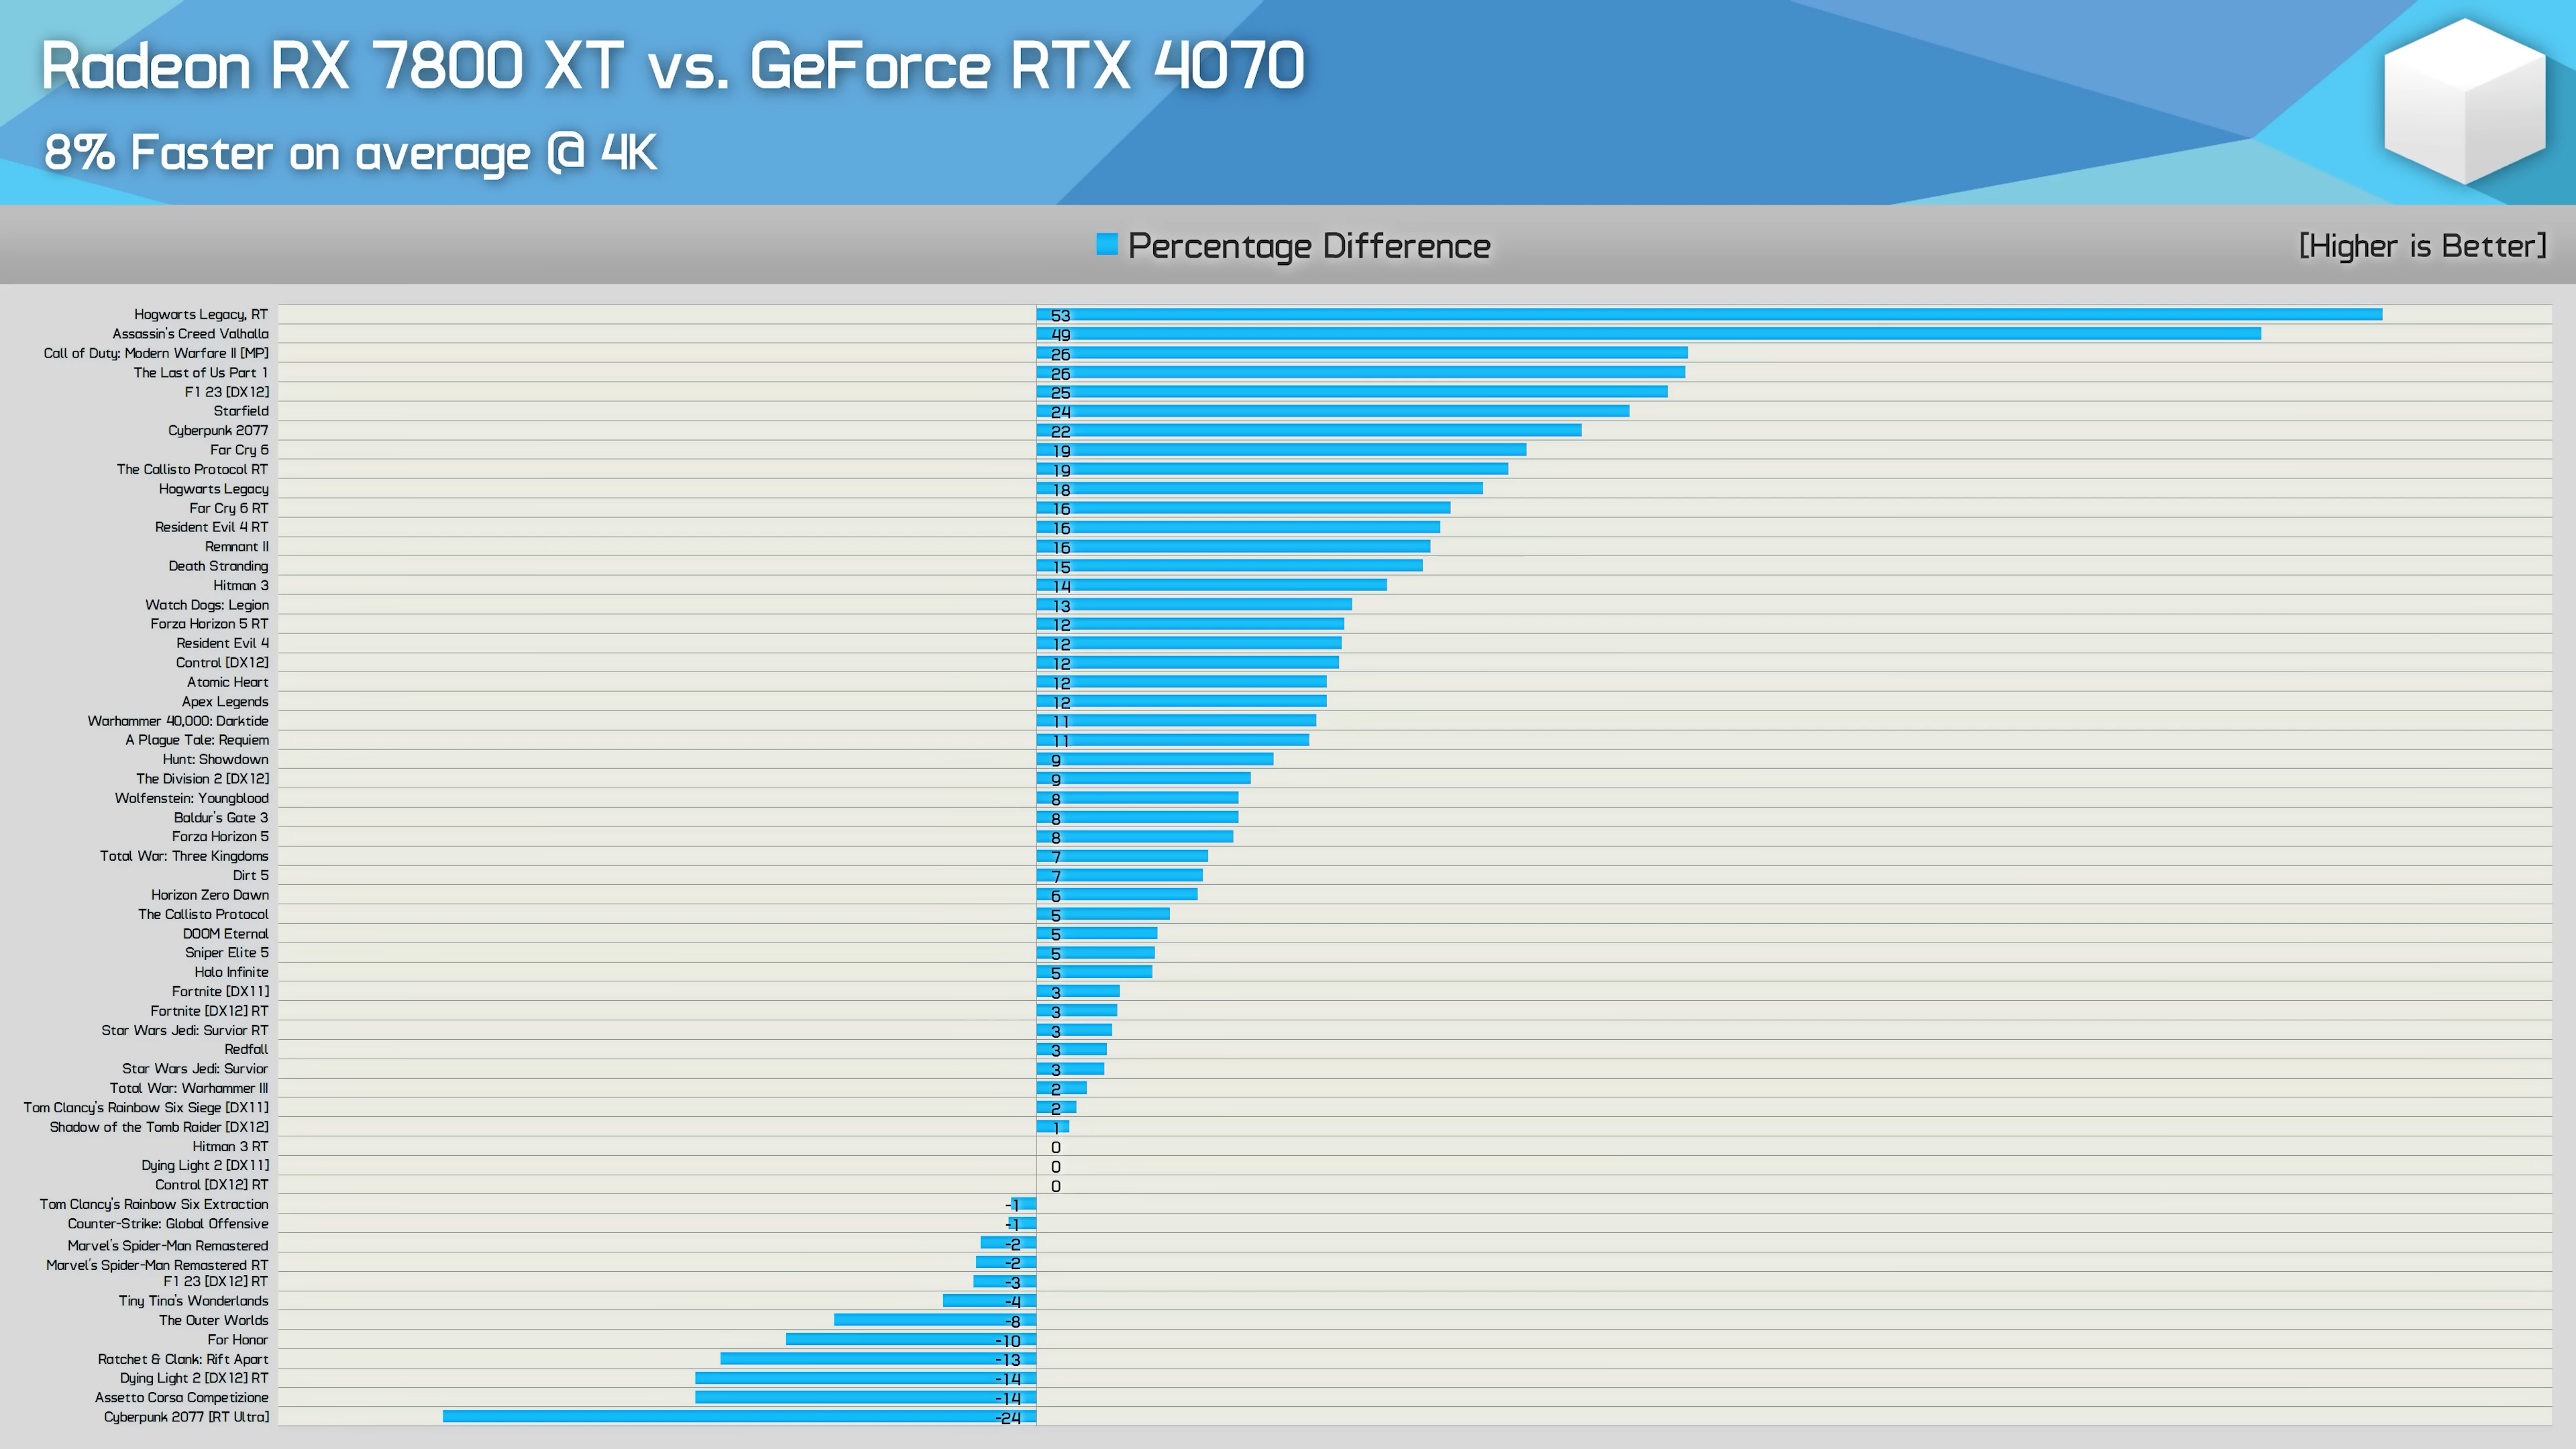 Radeon RX 7800 XT vs. GeForce RTX 4070
8% Faster on average @ 4K
Percentage Difference
[Higher is Better]
Hogwarts Legacy, RT 53
Assassin's Creed Valhalla 49
Call of Duty: Modern Warfare II [MP] 26
The Last of Us Part 1 26
F1 23 [DX12] 25
Starfield 24
Cyberpunk 2077 22
Far Cry 6 19
The Callisto Protocol RT 19
Hogwarts Legacy 18
Far Cry 6 RT 16
Resident Evil 4 RT 16
Remnant II 16
Death Stranding 15
Hitman 3 14
Watch Dogs: Legion 13
Forza Horizon 5 RT 12
Resident Evil 4 12
Control [DX12] 12
Atomic Heart 12
Apex Legends 12
Warhammer 40,000: Darktide 11
A Plague Tale: Requiem 11
Hunt: Showdown 9
The Division 2 [DX12] 9
Wolfenstein: Youngblood 8
Baldur's Gate 3 8
Forza Horizon 5 8
Total War: Three Kingdoms 7
Dirt 5 7
Horizon Zero Dawn 6
The Callisto Protocol 5
DOOM Eternal 5
Sniper Elite 5 5
Halo Infinite 5
Fortnite [DX11] 3
Fortnite [DX12] RT 3
Star Wars Jedi: Survior RT 3
Redfall 3
Star Wars Jedi: Survior 3
Total War: Warhammer III 2
Tom Clancy's Rainbow Six Siege [DX11] 2
Shadow of the Tomb Raider [DX12] 1
Hitman 3 RT 0
Dying Light 2 [DX11] 0
Control [DX12] RT 0
Tom Clancy's Rainbow Six Extraction -1
Counter-Strike: Global Offensive -1
Marvel's Spider-Man Remastered -2
Marvel's Spider-Man Remastered RT -2
F1 23 [DX12] RT -3
Tiny Tina's Wonderlands -4
The Outer Worlds -8
For Honor -10
Ratchet & Clank: Rift Apart -13
Dying Light 2 [DX12] RT -14
Assetto Corsa Competizione -14
Cyberpunk 2077 [RT Ultra] -24